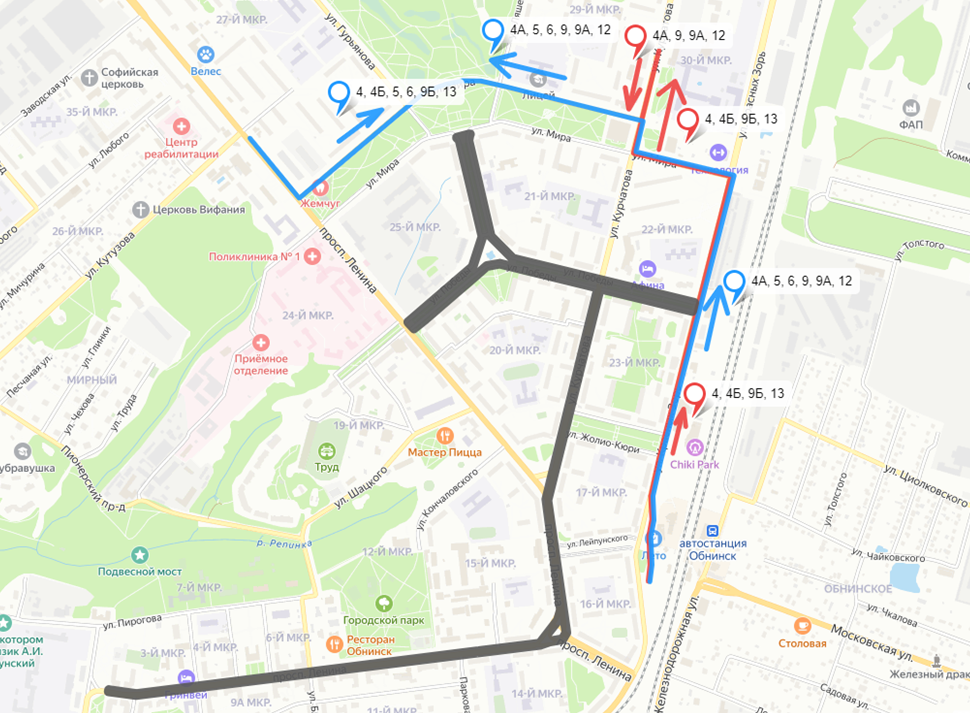 29-Й МКР.
4А, 5, 6, 9, 9А, 12
4А, 9, 9А, 12
27-Й МКР.
ул. Гурьянова
30-Й МКР.
Велес
Софийская
церковь
Заводская ул.
4, 4Б, 5, 6, 9Б, 13
Лицей
ФАП
35-Й МКР.
4, 4Б, 9Б, 13
Центр
реабилитации
ул. Любого
ул. Мира
ул. Мира
ул. Мира
Жемчуг
21-Й МКР.
ул. Курчатова
Церковь Вифания
25-Й МКР.
22-Й МКР.
26-Й МКР.
ул. Кутузова
просп. Ленина
Поликлиника № 1
ул. Толстого
ул. Мичурина
4А, 5, 6, 9, 9А, 12
24-Й МКР.
ул. Глинки
Приёмное
отделение
20-Й МКР.
23-Й МКР.
Песчаная ул.
МИРНЫЙ
ул. Чехова
ул. Труда
4, 4Б, 9Б, 13
19-Й МКР.
Мастер Пицца
ул. Жолио-Кюри
Chiki Park
Труд
ул. Шацкого
ул. Кончаловского
17-Й МКР.
ул. Циолковского
ул. Толстого
Пионерский пр-д
р. Репинка
ул. Лейпунского
автостанция
Обнинск
Подвесной мост
12-Й МКР.
15-Й МКР.
ул. Чайковского
7-Й МКР.
ОБНИНСКОЕ
16-Й МКР.
Городской парк
ул. Чкалова
ул. Пирогова
Столовая
Московская ул.
6-Й МКР.
Ресторан
Обнинск
3-Й МКР.
4-Й МКР.
просп. Ленина
Железнодорожная ул.
9А МКР.
14-Й МКР.
11-Й МКР.
Садовая ул.